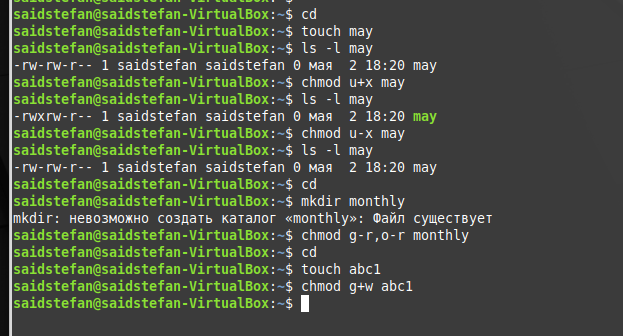 saidstefan@saidstefan-VirtualBox:~$ cd
saidstefan@saidstefan-VirtualBox:~$ touch may
saidstefan@saidstefan-VirtualBox:~$ ls -l may
-rw-rw-r-- 1 saidstefan saidstefan 0 мая  2 18:20 may
saidstefan@saidstefan-VirtualBox:~$ chmod u+x may
saidstefan@saidstefan-VirtualBox:~$ ls -l may
-rwxrw-r-- 1 saidstefan saidstefan 0 мая  2 18:20 may
saidstefan@saidstefan-VirtualBox:~$ chmod u-x may
saidstefan@saidstefan-VirtualBox:~$ ls -l may
-rw-rw-r-- 1 saidstefan saidstefan 0 мая  2 18:20 may
saidstefan@saidstefan-VirtualBox:~$ cd
saidstefan@saidstefan-VirtualBox:~$ mkdir monthly
mkdir: невозможно создать каталог «monthly»: Файл существует
saidstefan@saidstefan-VirtualBox:~$ chmod g-r,o-r monthly
saidstefan@saidstefan-VirtualBox:~$ cd
saidstefan@saidstefan-VirtualBox:~$ touch abc1
saidstefan@saidstefan-VirtualBox:~$ chmod g+w abc1
saidstefan@saidstefan-VirtualBox:~$